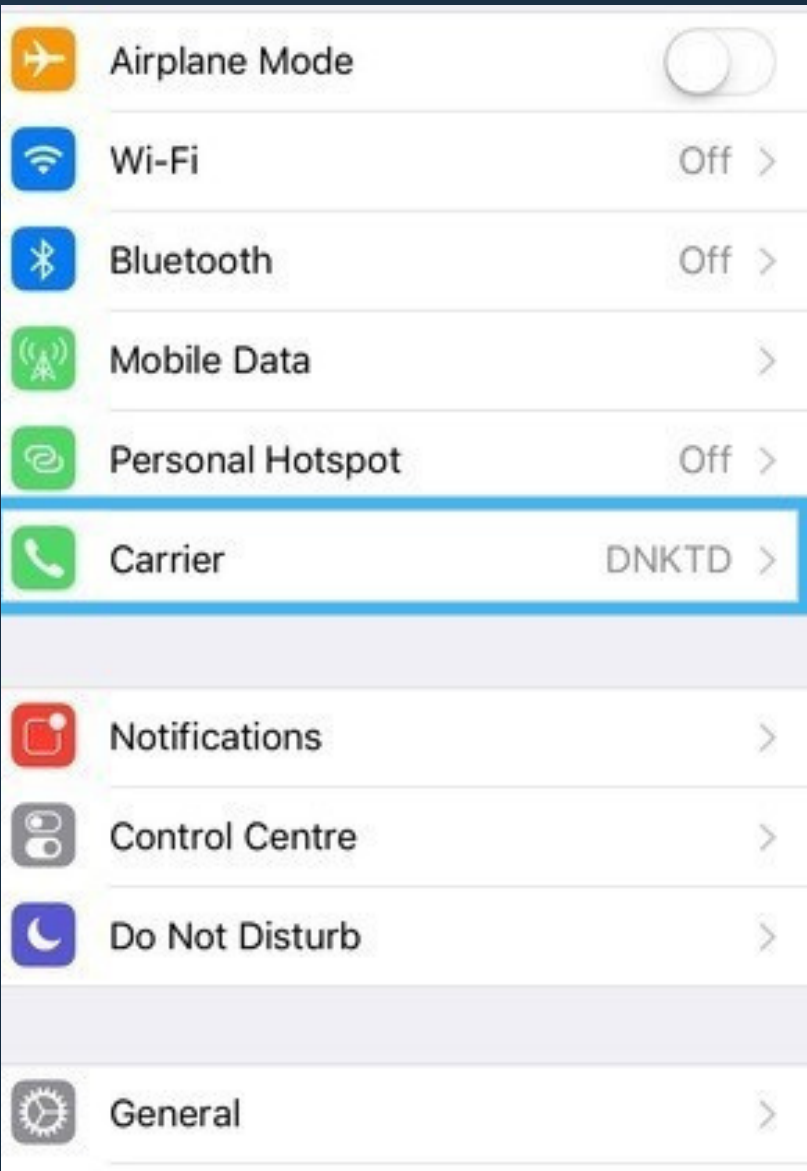 Airplane Mode
Wi-Fi Off
Bluetooth Off
Mobile Data
Personal Hotspot Off
Carrier DNKTD
Notifications
Control Centre
Do Not Disturb
General